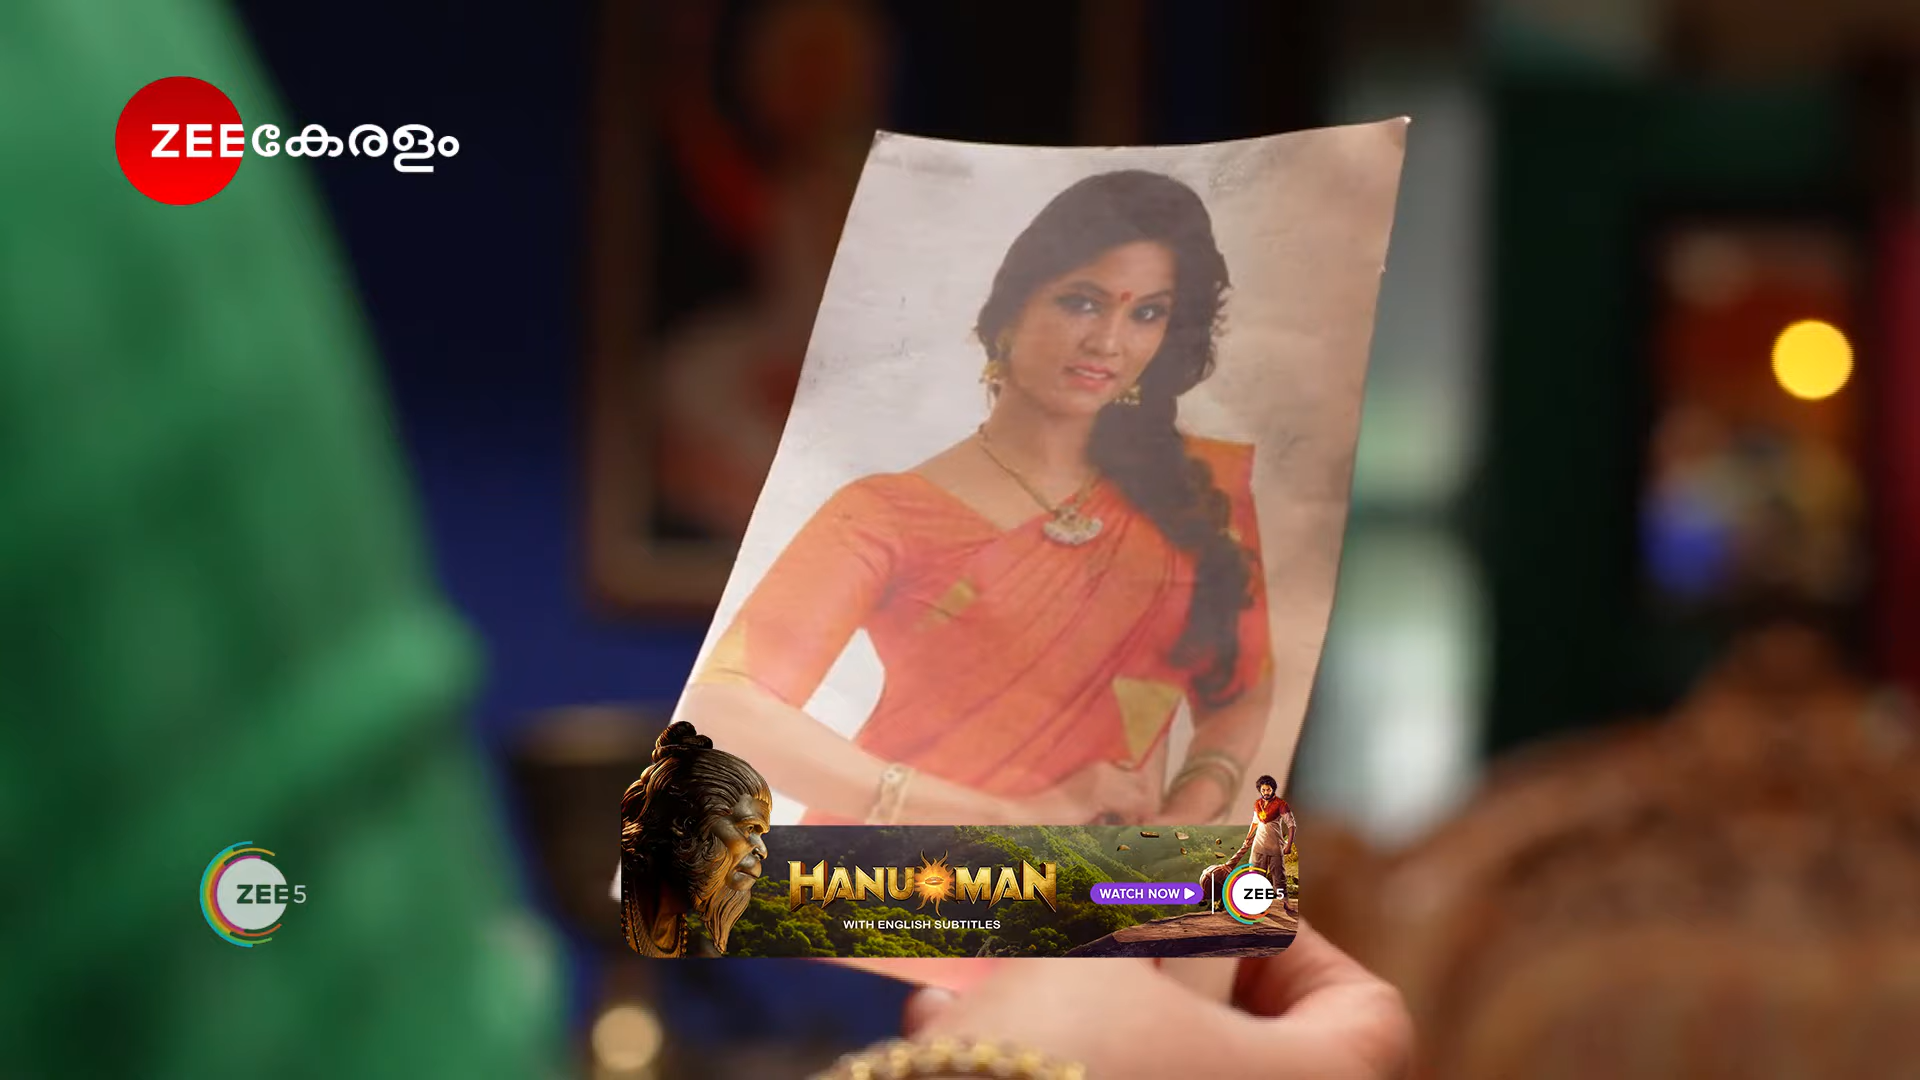 ZEEകേരളം
HANUMAN
WITH ENGLISH SUBTITLES
WATCH NOW
ZEE5
ZEE5